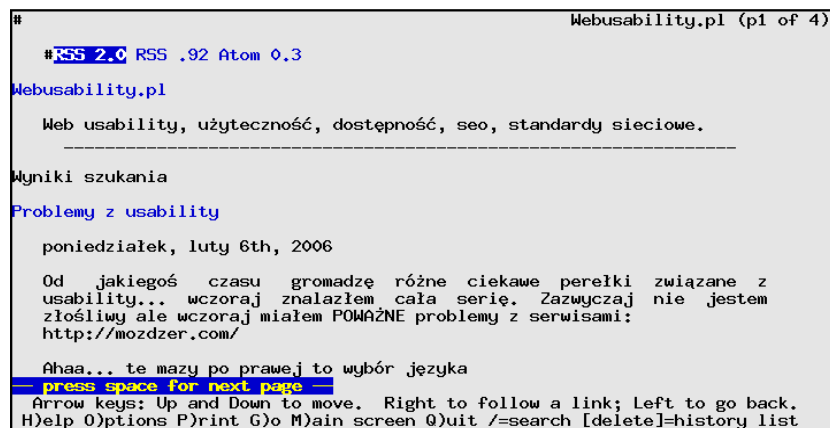 # Webusability.pl (p1 of 4)
#RSS 2.0 RSS .92 Atom 0.3
Webusability.pl
Web usability, użyteczność, dostępność, seo, standardy sieciowe.
Wyniki szukania
Problemy z usability
poniedziałek, luty 6th, 2006
Od jakiegoś czasu gromadzę różne ciekawe perełki związane z
usability... wczoraj znalazłem cała serię. Zazwyczaj nie jestem
złośliwy ale wczoraj miałem POWAŻNE problemy z serwisami:
http://mozdzer.com/
Ahaa... te mazy po prawej to wybór języka
— press space for next page —
Arrow keys: Up and Down to move. Right to follow a link; Left to go back.
H)elp O)ptions P)rint G)o M)ain screen Q)uit /=search [delete]=history list